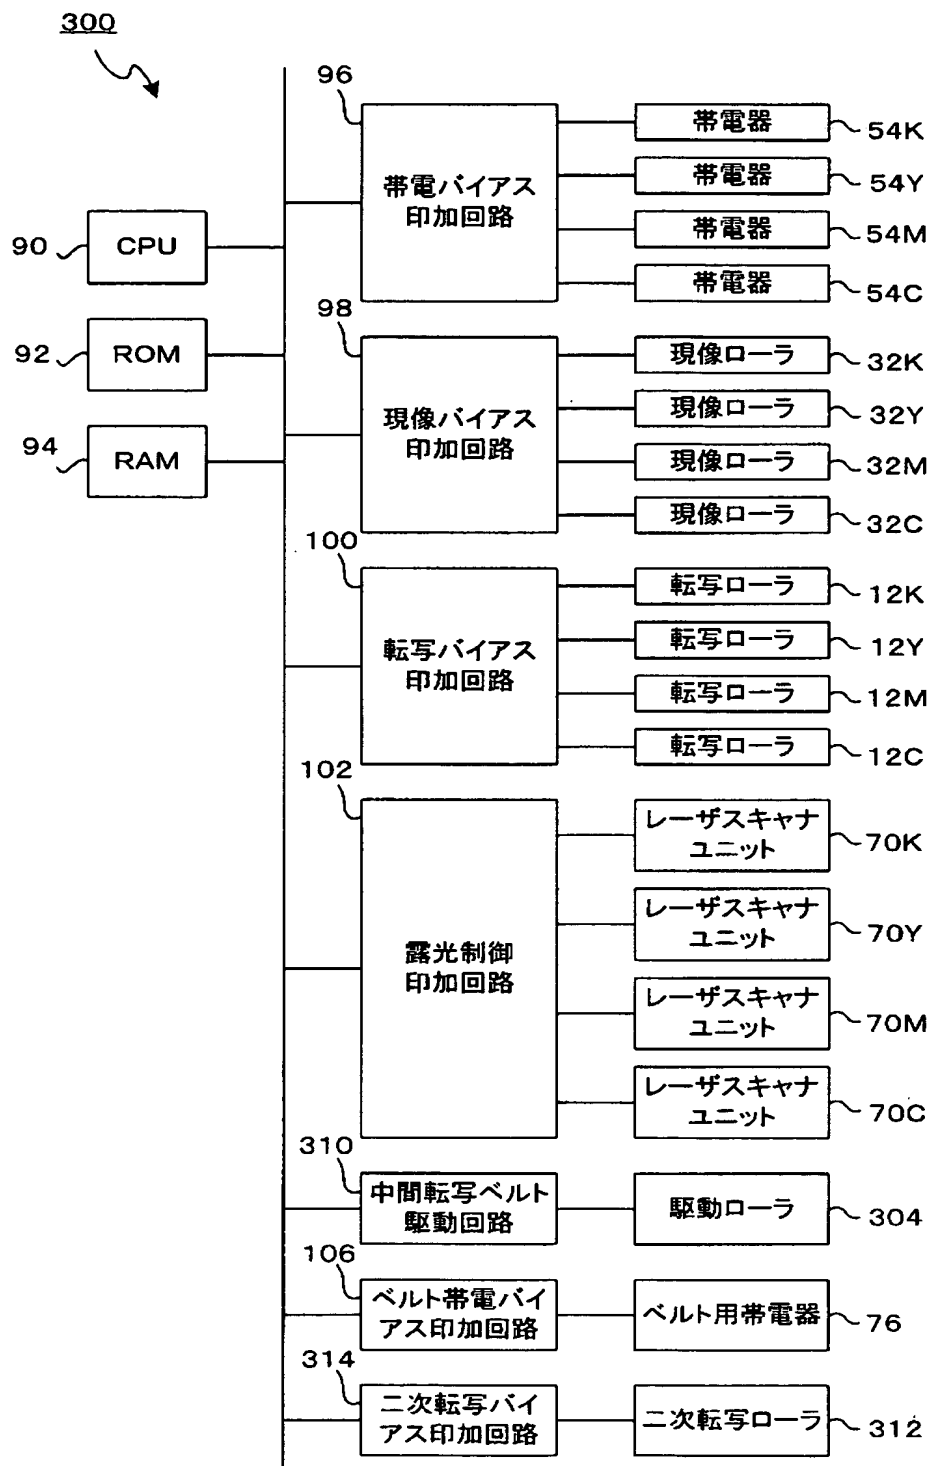 300
96
帯電バイアス
印加回路
帯電器
54K
帯電器
54Y
帯電器
54M
帯電器
54C
90
CPU
92
ROM
94
RAM
98
現像バイアス
印加回路
現像ローラ
32K
現像ローラ
32Y
現像ローラ
32M
現像ローラ
32C
100
転写バイアス
印加回路
転写ローラ
12K
転写ローラ
12Y
転写ローラ
12M
転写ローラ
12C
102
露光制御
印加回路
レーザスキャナ
ユニット
70K
レーザスキャナ
ユニット
70Y
レーザスキャナ
ユニット
70M
レーザスキャナ
ユニット
70C
310
中間転写ベルト
駆動回路
駆動ローラ
304
106
ベルト帯電バイ
アス印加回路
ベルト用帯電器
76
314
二次転写バイ
アス印加回路
二次転写ローラ
312